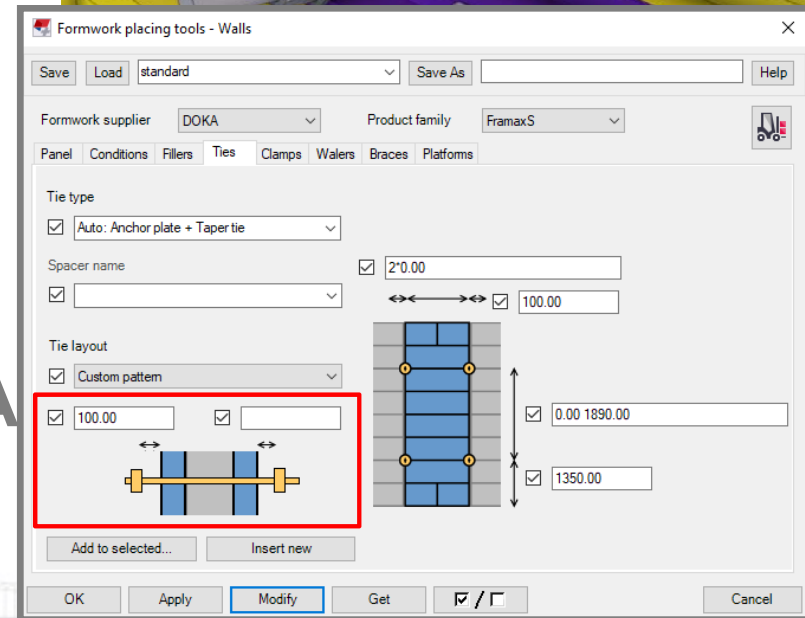 Formwork placing tools - Walls
Save Load standard Save As Help
Formwork supplier DOKA Product family FramaxS
Panel Conditions Fillers Ties Clamps Walers Braces Platforms
Tie type
Auto: Anchor plate + Taper tie
Spacer name
2*0.00
100.00
Tie layout
Custom pattern
A
100.00
0.00 1890.00
1350.00
Add to selected... Insert new
OK Apply Modify Get / Cancel